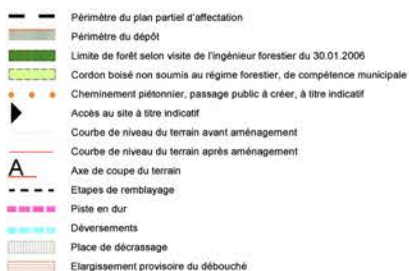 Périmètre du plan partiel d'affectation
Périmètre du dépôt
Limite de forêt selon visite de l'ingénieur forestier du 30.01.2006
Cordon boisé non soumis au régime forestier, de compétence municipale
Cheminement piétonnier, passage public à créer, à titre indicatif
Accès au site à titre indicatif
Courbe de niveau du terrain avant aménagement
Courbe de niveau du terrain après aménagement
A Axe de coupe du terrain
Etapes de remblayage
Piste en dur
Déversements
Place de décrassage
Elargissement provisoire du débouché